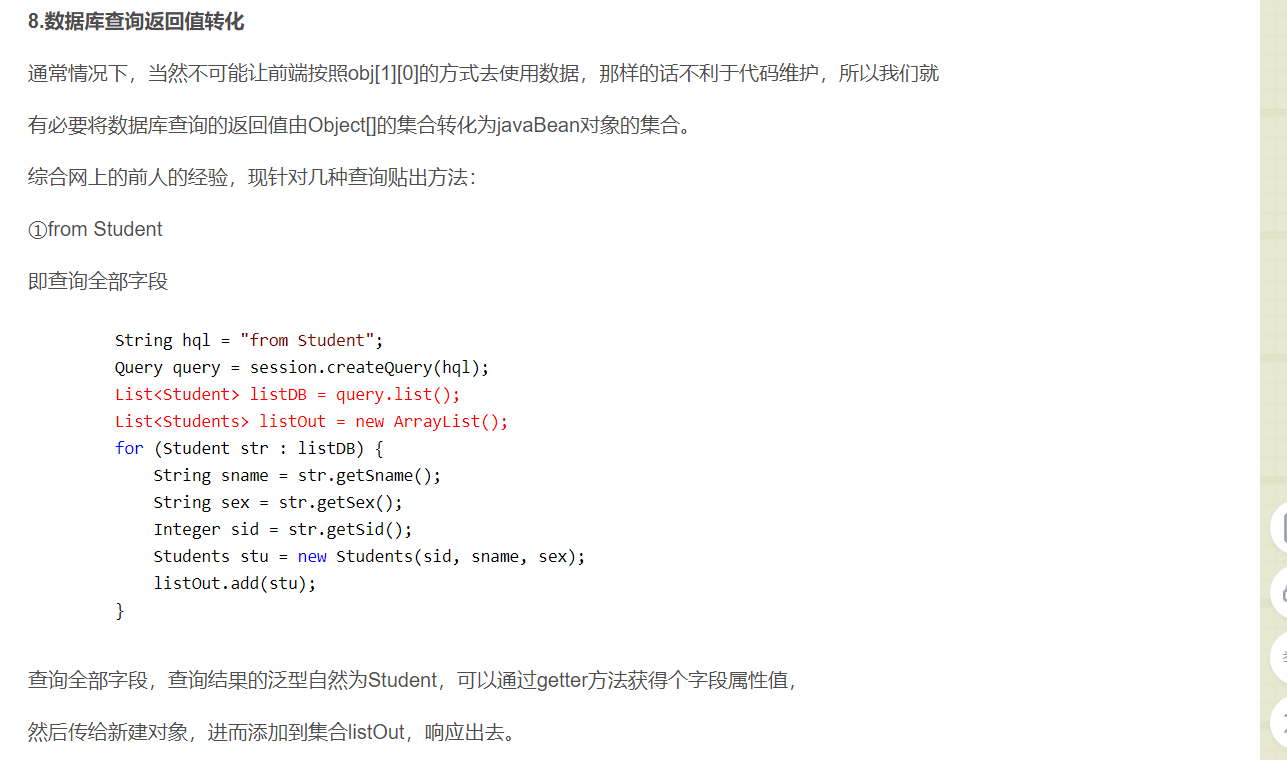 8.数据库查询返回值转化
通常情况下，当然不可能让前端按照obj[1][0]的方式去使用数据，那样的话不利于代码维护，所以我们就
有必要将数据库查询的返回值由Object[]的集合转化为javaBean对象的集合。
综合网上的前人的经验，现针对几种查询贴出方法：
①from Student
即查询全部字段
String hql = "from Student";
Query query = session.createQuery(hql);
List<Student> listDB = query.list();
List<Students> listOut = new ArrayList();
for (Student str : listDB) {
    String sname = str.getSname();
    String sex = str.getSex();
    Integer sid = str.getSid();
    Students stu = new Students(sid, sname, sex);
    listOut.add(stu);
}
查询全部字段，查询结果的泛型自然为Student，可以通过getter方法获得个字段属性值，
然后传给新建对象，进而添加到集合listOut，响应出去。